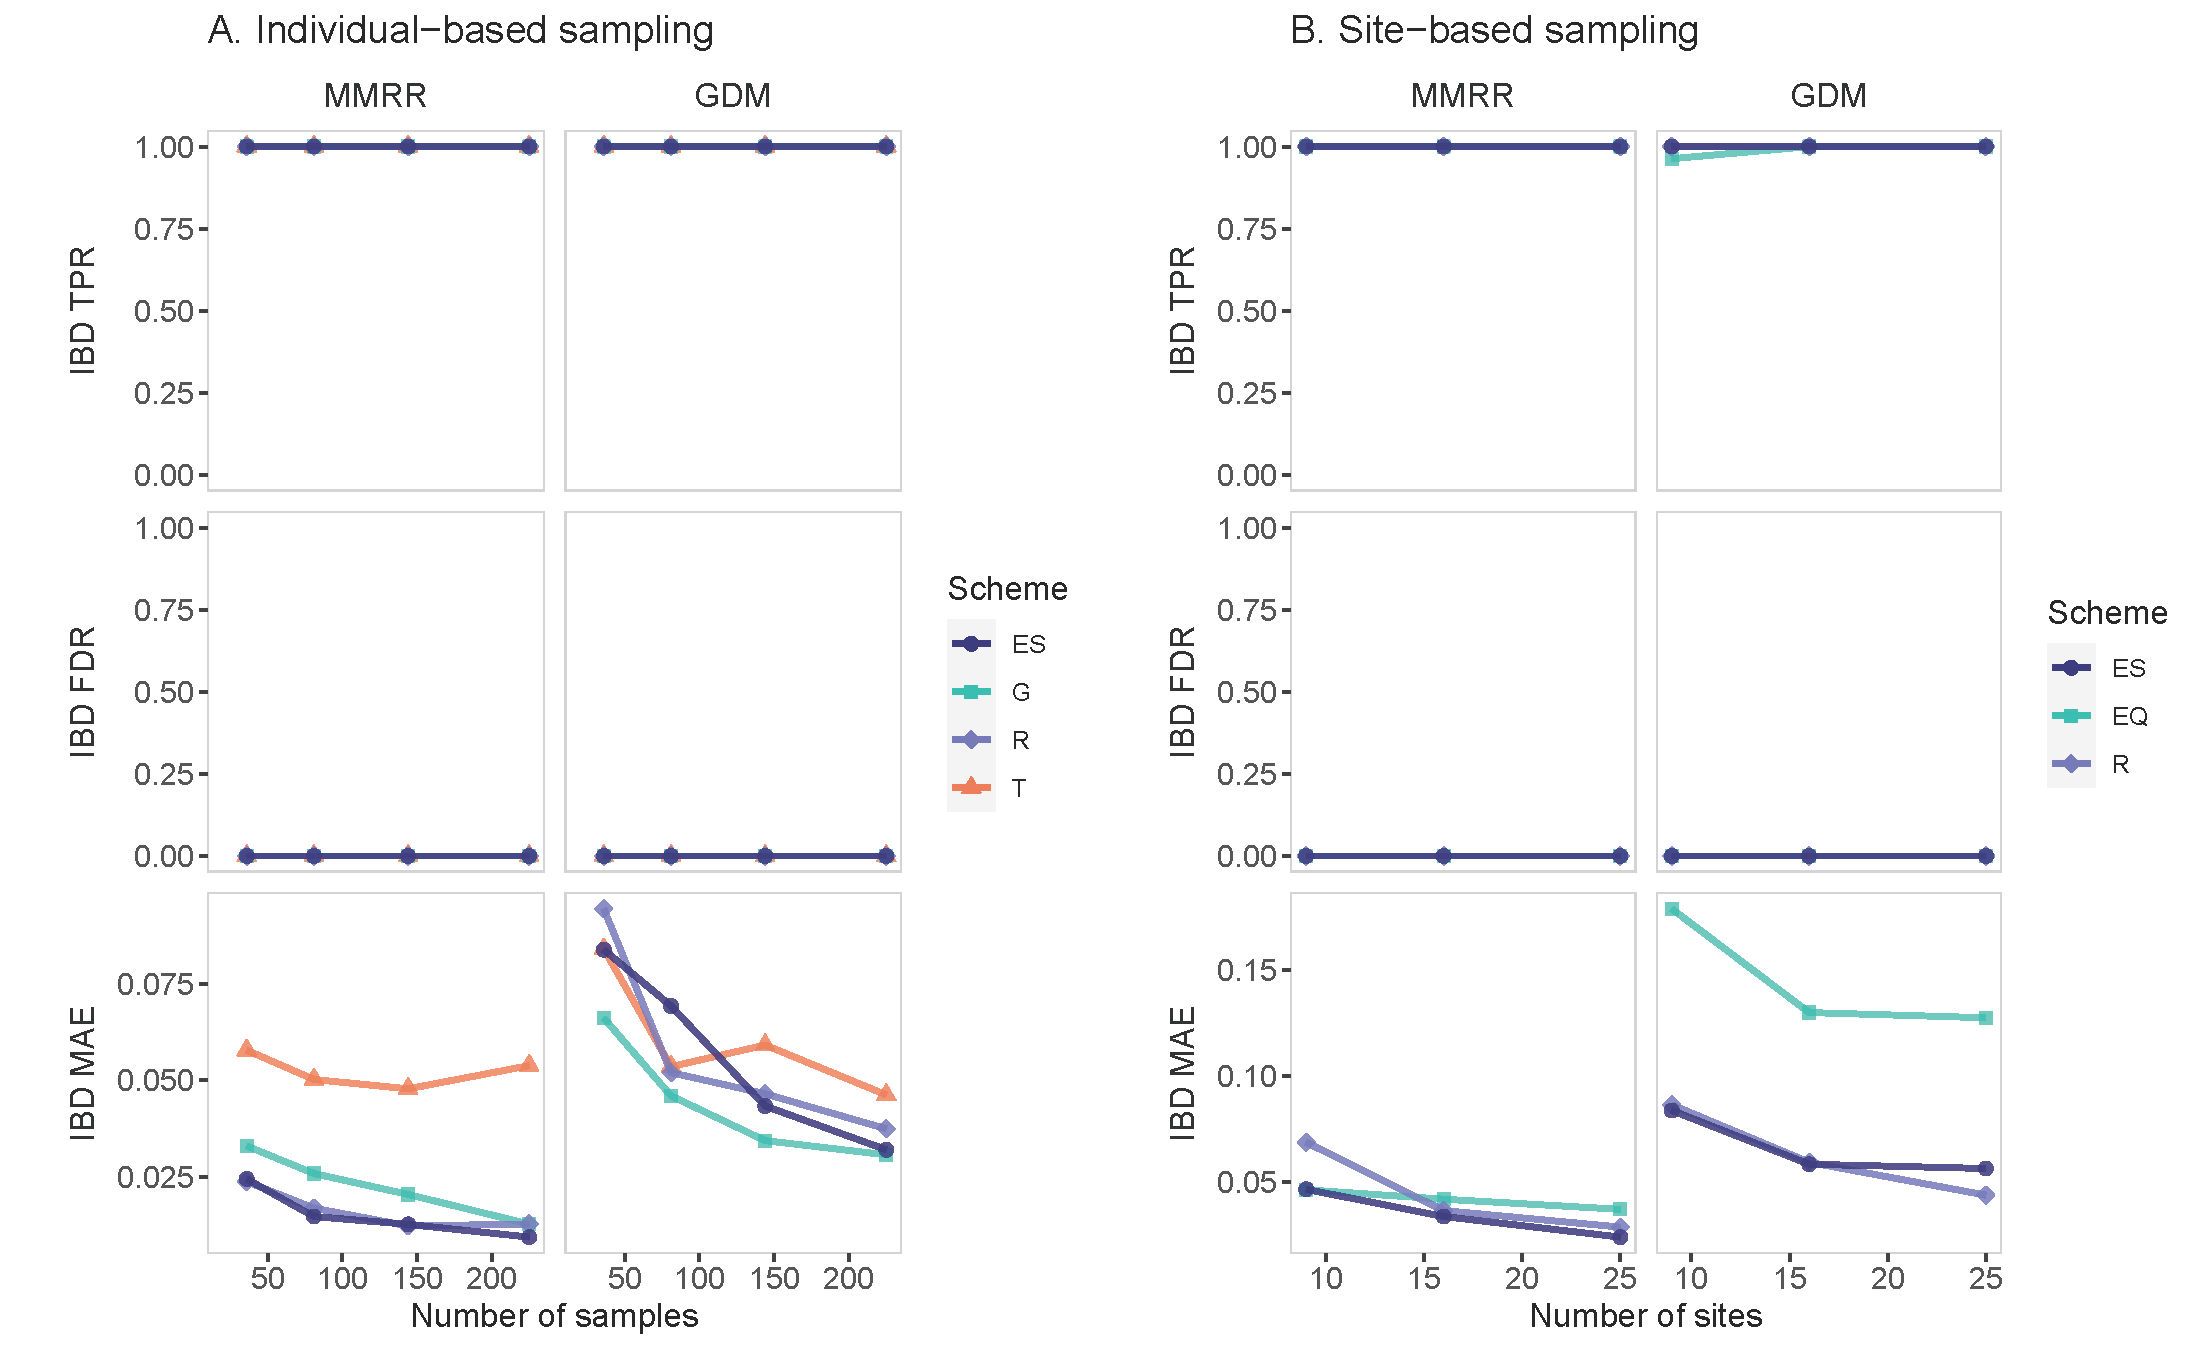 A. Individual−based sampling
MMRR
GDM
IBD TPR
1.00
0.75
0.50
0.25
0.00
IBD FDR
1.00
0.75
0.50
0.25
0.00
IBD MAE
0.075
0.050
0.025
50 100 150 200
50 100 150 200
Number of samples
Scheme
ES
G
R
T
B. Site−based sampling
MMRR
GDM
IBD TPR
1.00
0.75
0.50
0.25
0.00
IBD FDR
1.00
0.75
0.50
0.25
0.00
IBD MAE
0.15
0.10
0.05
10 15 20 25
10 15 20 25
Number of sites
Scheme
ES
EQ
R